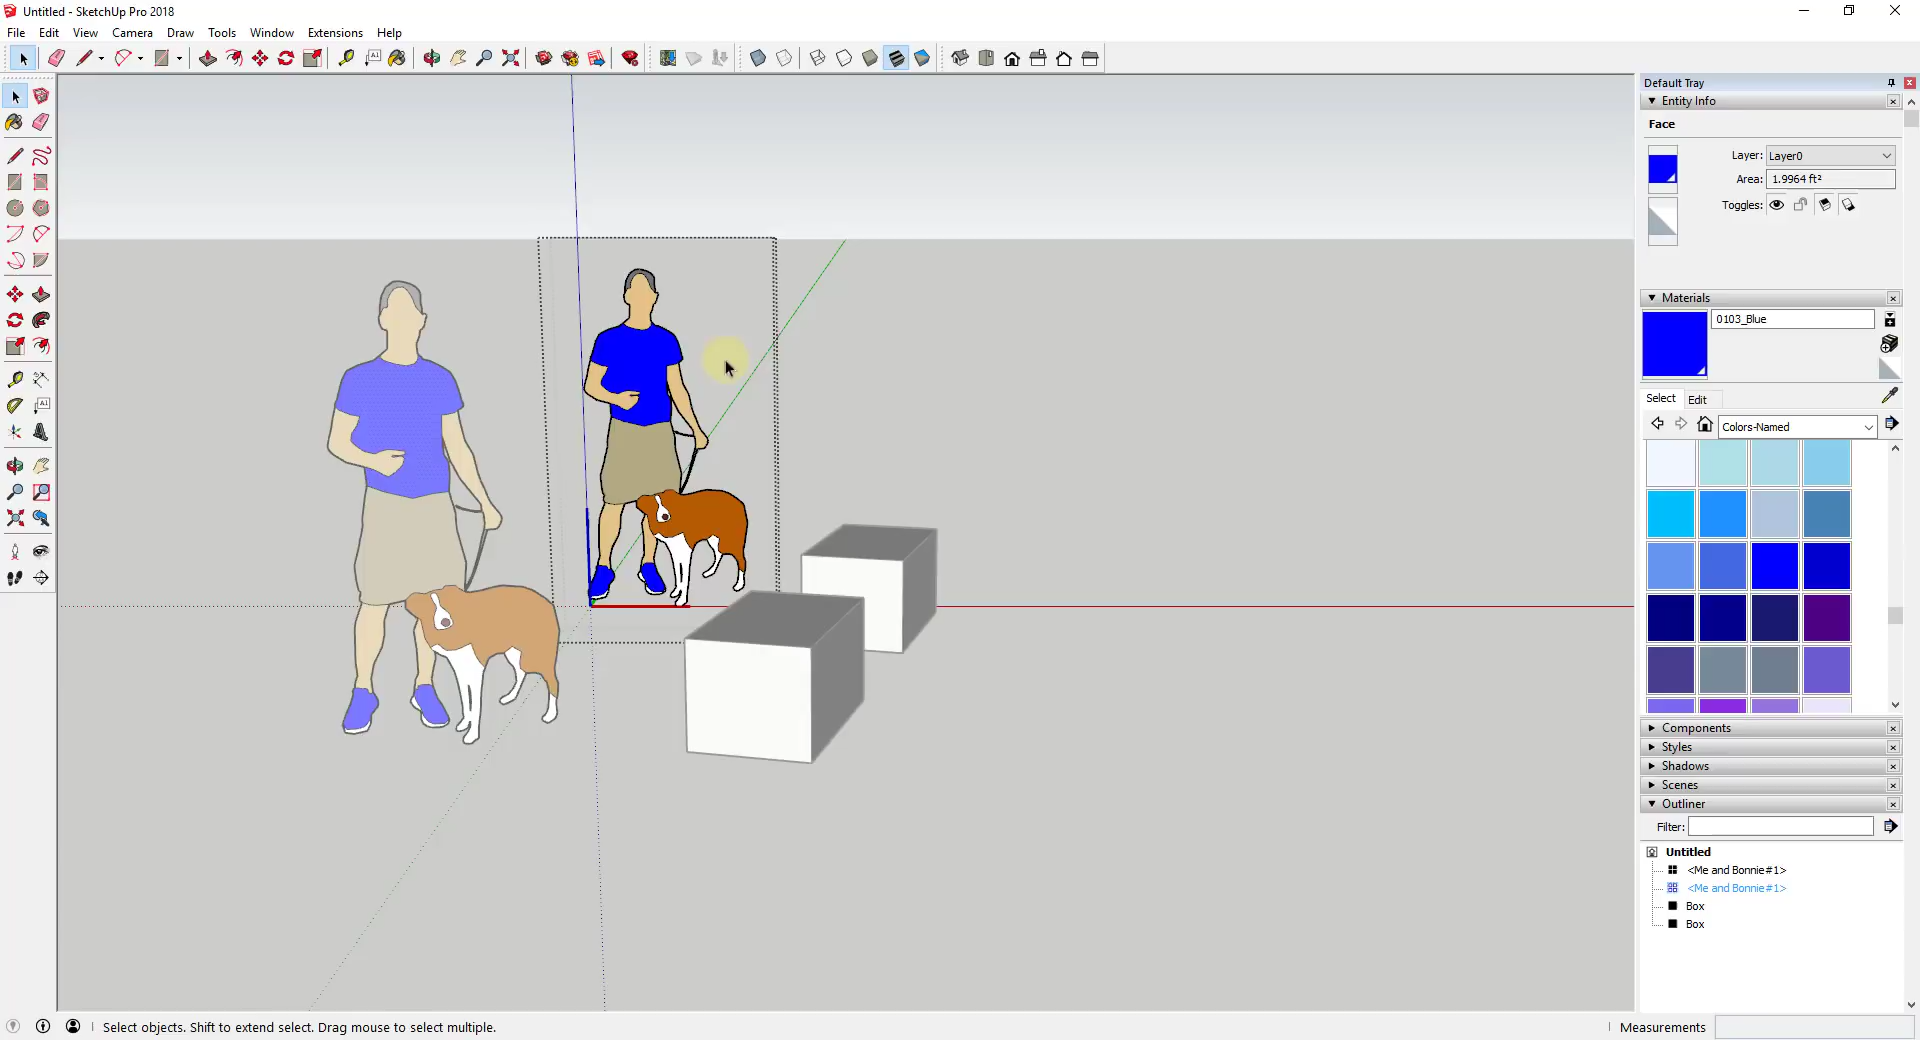 Untitled - SketchUp Pro 2018
File Edit View Camera Draw Tools Window Extensions Help
Default Tray
Entity Info
Face
Layer: Layer0
Area: 1.9964 ft²
Toggles:
Materials
0103_Blue
Select Edit
Colors-Named
Components
Styles
Shadows
Scenes
Outliner
Filter:
Untitled
<Me and Bonnie#1>
<Me and Bonnie#1>
Box
Box
Select objects. Shift to extend select. Drag mouse to select multiple.
Measurements